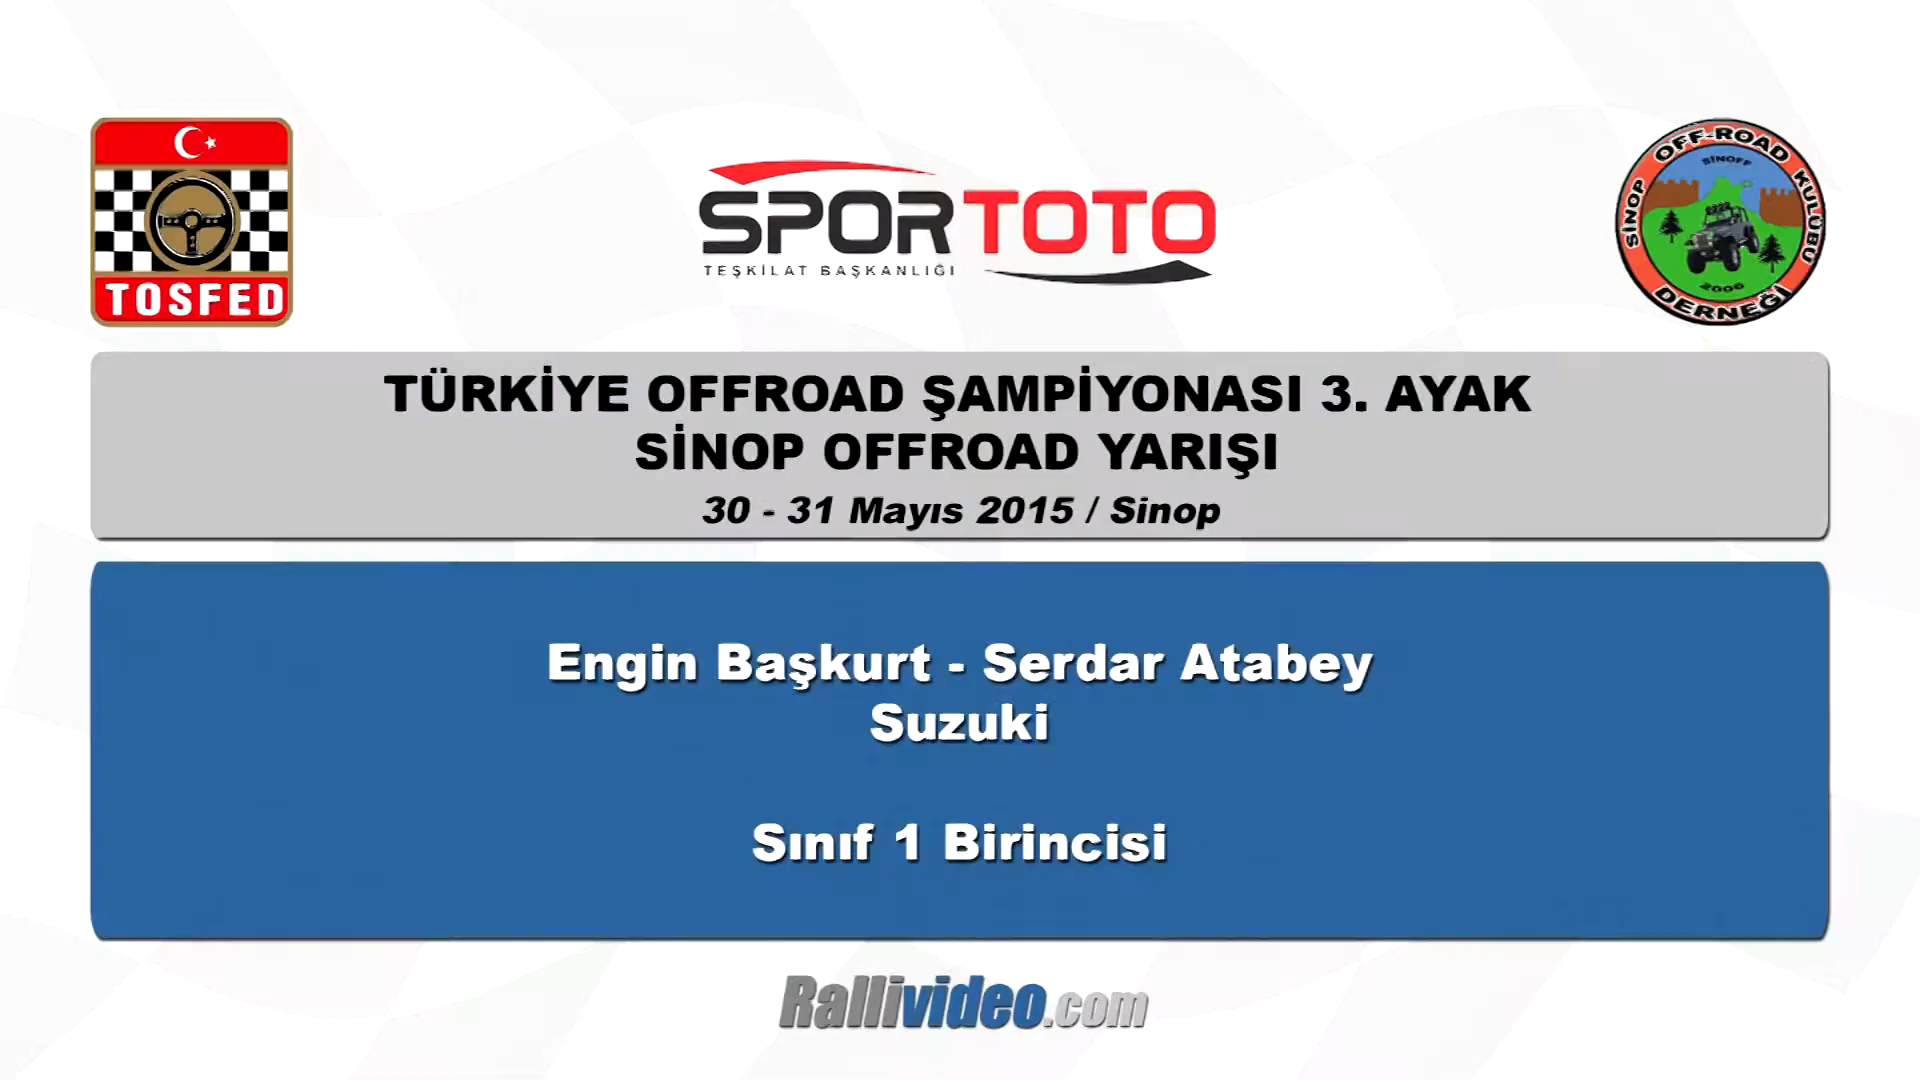 TOSFED
SPORTOTO
TEŞKİLAT BAŞKANLIĞI
SİNOP OFF-ROAD KULÜBÜ
SİNOFF
2006
DERNEĞİ
TÜRKİYE OFFROAD ŞAMPİYONASI 3. AYAK
SİNOP OFFROAD YARIŞI
30 - 31 Mayıs 2015 / Sinop
Engin Başkurt - Serdar Atabey
Suzuki
Sınıf 1 Birincisi
Rallivideo.com